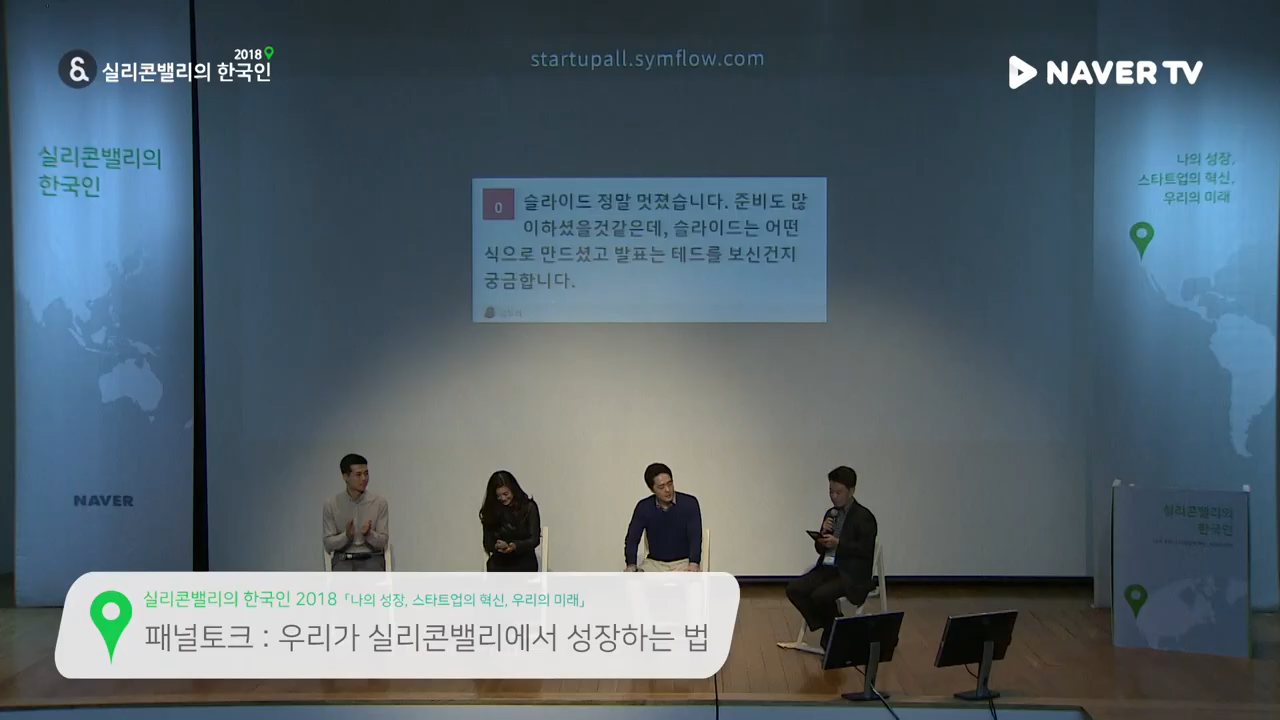 2018
& 실리콘밸리의 한국인
startupall.symflow.com
NAVER TV
실리콘밸리의
한국인
나의 성장,
스타트업의 혁신,
우리의 미래
0
슬라이드 정말 멋졌습니다. 준비도 많
이하셨을것같은데, 슬라이드는 어떤
식으로 만드셨고 발표는 테드를 보신건지
궁금합니다.
NAVER
실리콘밸리의
한국인
실리콘밸리의 한국인 2018 「나의 성장, 스타트업의 혁신, 우리의 미래」
패널토크 : 우리가 실리콘밸리에서 성장하는 법